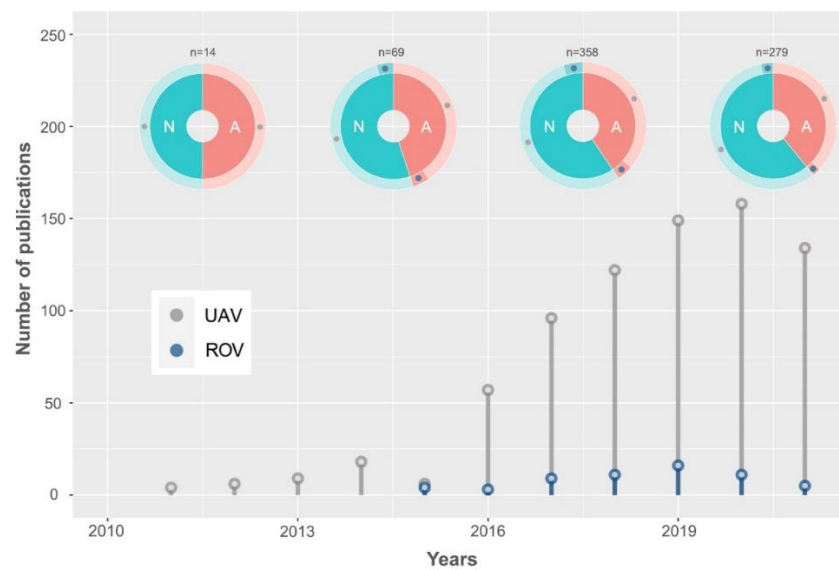 250
n=14
n=69
n=358
n=279
200
N
A
N
A
N
A
N
A
150
UAV
ROV
100
50
0
2010
2013
2016
2019
Number of publications
Years